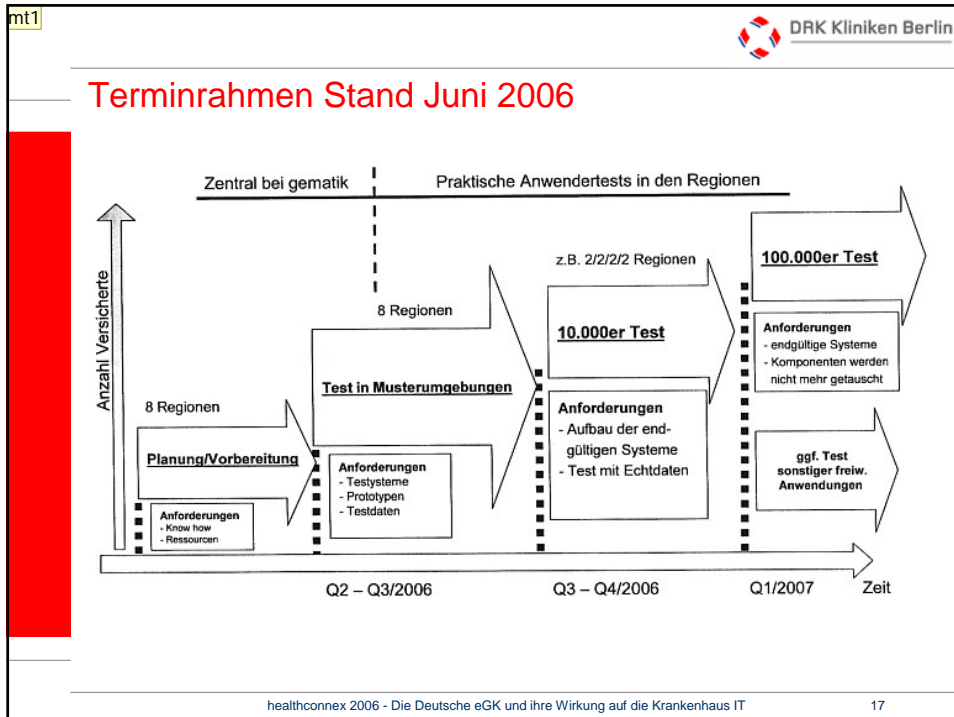 mt1
DRK Kliniken Berlin
Terminrahmen Stand Juni 2006
Zentral bei gematik
Praktische Anwendertests in den Regionen
Anzahl Versicherte
8 Regionen
Planung/Vorbereitung
Anforderungen
- Know how
- Ressourcen
8 Regionen
Test in Musterumgebungen
Anforderungen
- Testysteme
- Prototypen
- Testdaten
z.B. 2/2/2/2 Regionen
10.000er Test
Anforderungen
- Aufbau der end-
gültigen Systeme
- Test mit Echtdaten
100.000er Test
Anforderungen
- endgültige Systeme
- Komponenten werden
nicht mehr getauscht
ggf. Test
sonstiger freiw.
Anwendungen
Q2 – Q3/2006
Q3 – Q4/2006
Q1/2007
Zeit
healthconnex 2006 - Die Deutsche eGK und ihre Wirkung auf die Krankenhaus IT
17